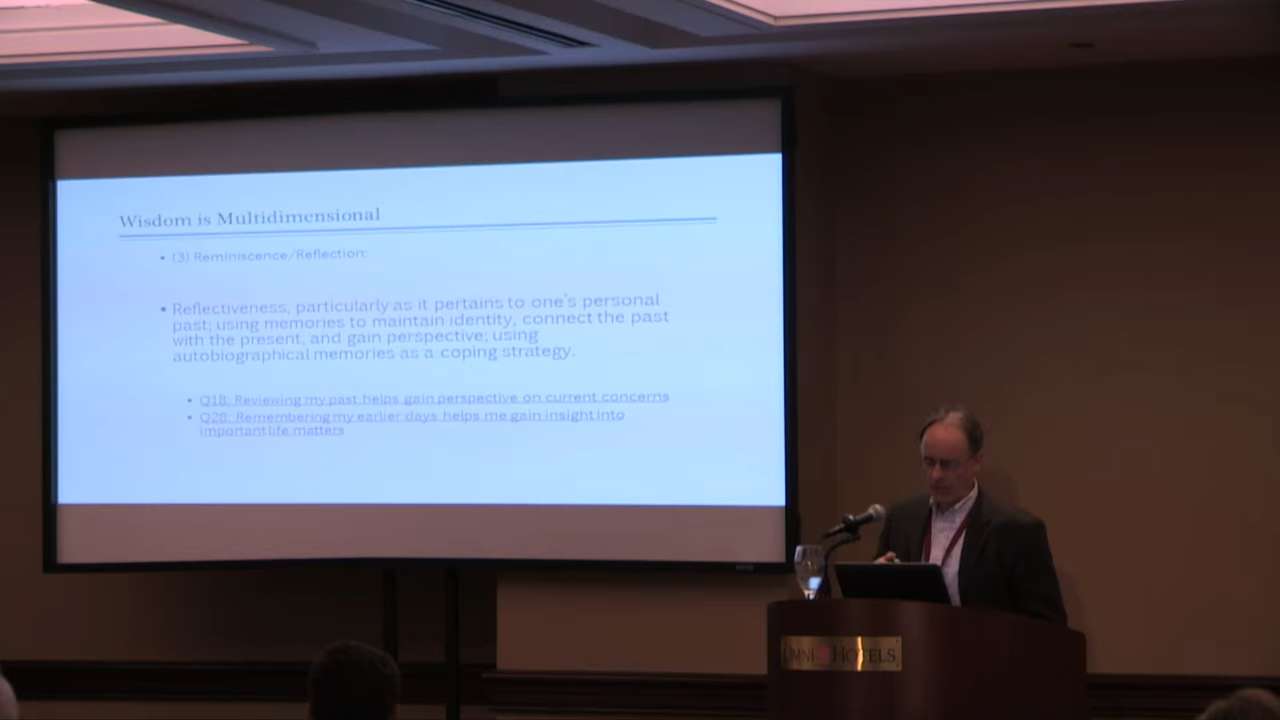 Wisdom is Multidimensional
• (3) Reminiscence/Reflection:
• Reflectiveness, particularly as it pertains to one's personal
past; using memories to maintain identity, connect the past
with the present, and gain perspective; using
autobiographical memories as a coping strategy.
• Q18: Reviewing my past helps gain perspective on current concerns
• Q28: Remembering my earlier days helps me gain insight into
important life matters
OMNI HOTELS